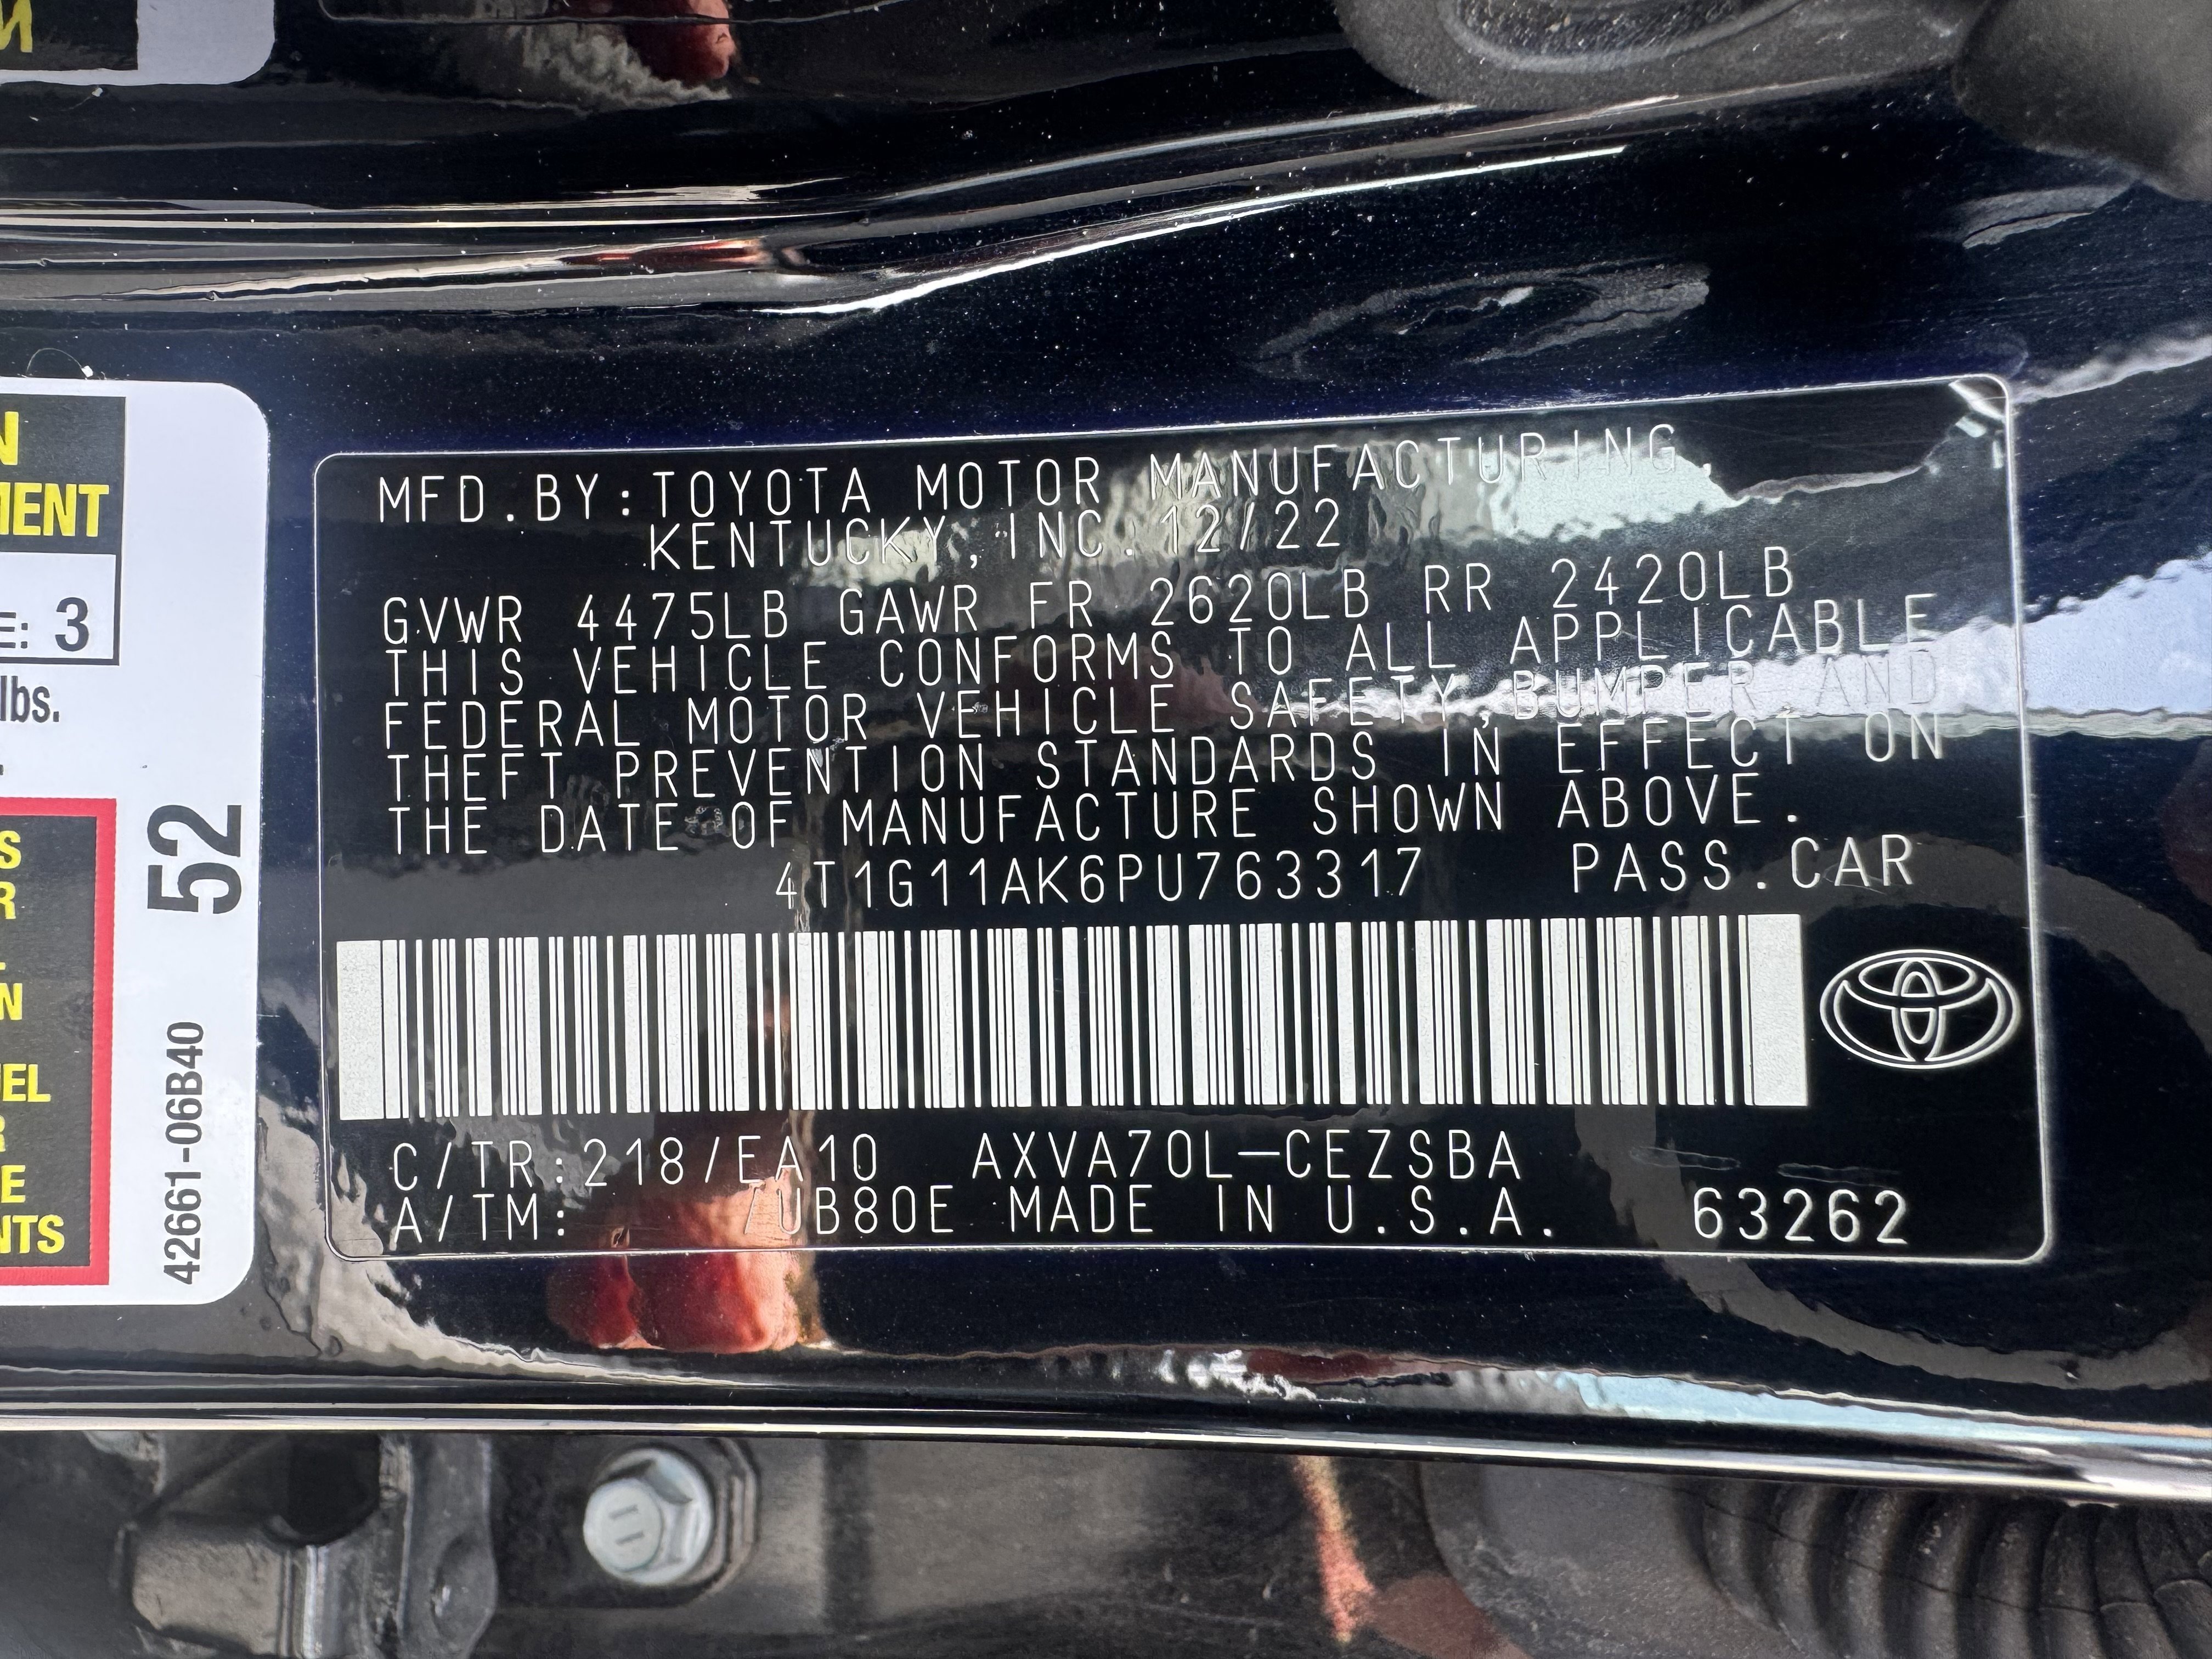 N
MENT
E: 3
lbs.
S
R
N
EL
R
E
NTS
52
42661-06B40
MFD.BY:TOYOTA MOTOR MANUFACTURING,
KENTUCKY,INC.12/22
GVWR 4475LB GAWR FR 2620LB RR 2420LB
THIS VEHICLE CONFORMS TO ALL APPLICABLE
FEDERAL MOTOR VEHICLE SAFETY,BUMPER,AND
THEFT PREVENTION STANDARDS IN EFFECT ON
THE DATE OF MANUFACTURE SHOWN ABOVE.
4T1G11AK6PU763317 PASS.CAR
C/TR:218/EA10 AXVA70L-CEZSBA
A/TM: /UB80E MADE IN U.S.A. 63262